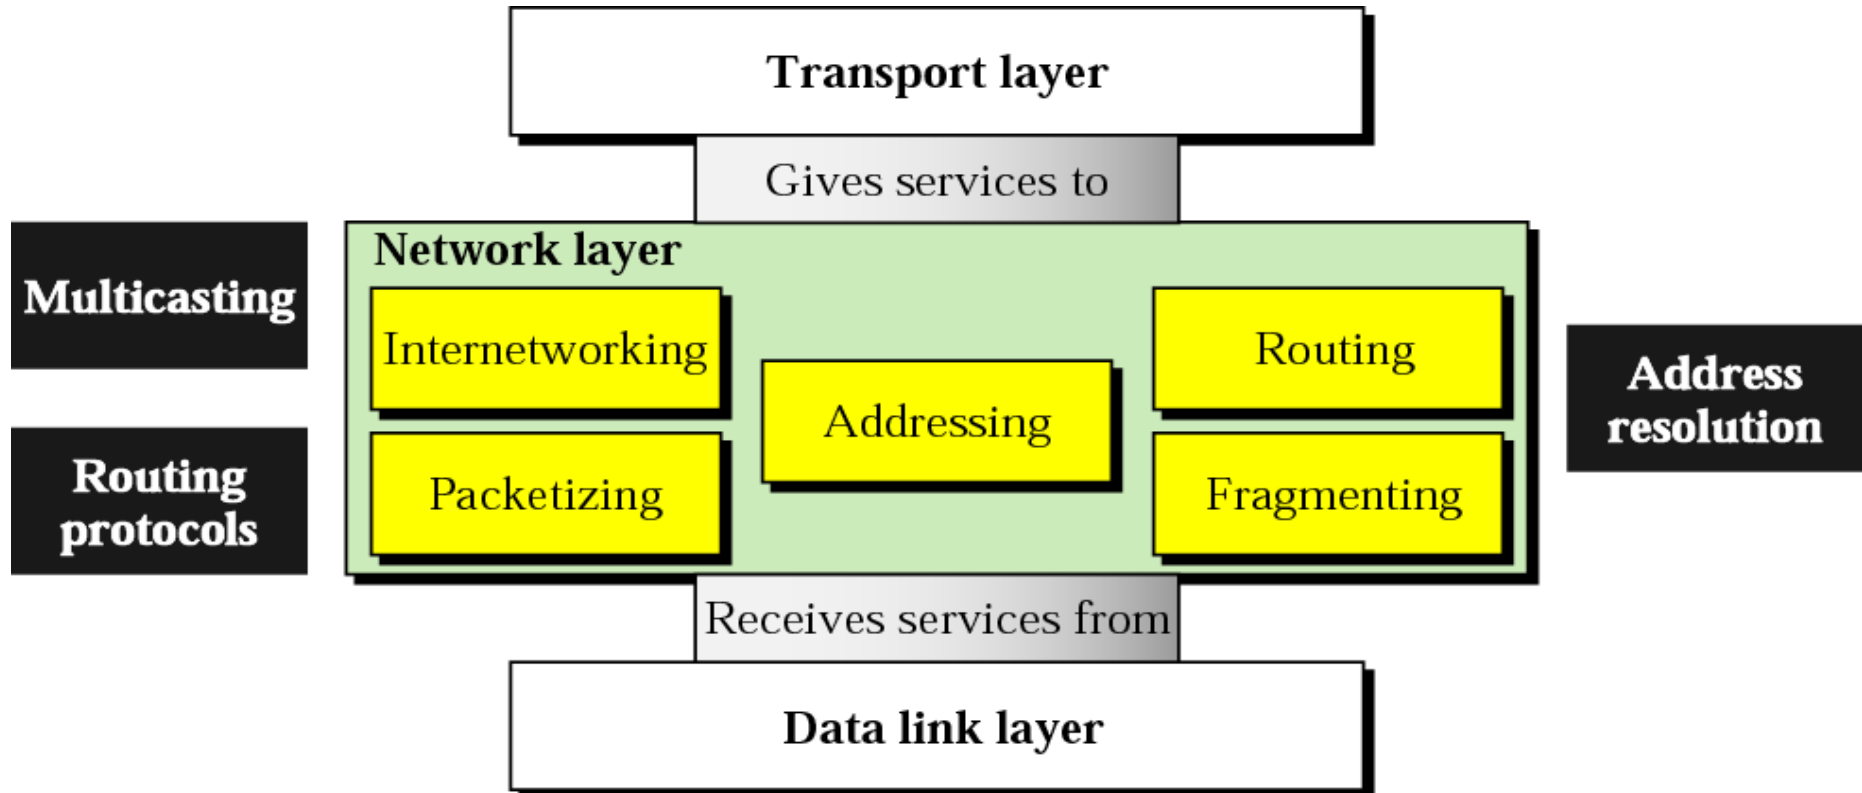 Transport layer
Gives services to
Multicasting
Routing
protocols
Network layer
Internetworking
Packetizing
Addressing
Routing
Fragmenting
Address
resolution
Receives services from
Data link layer